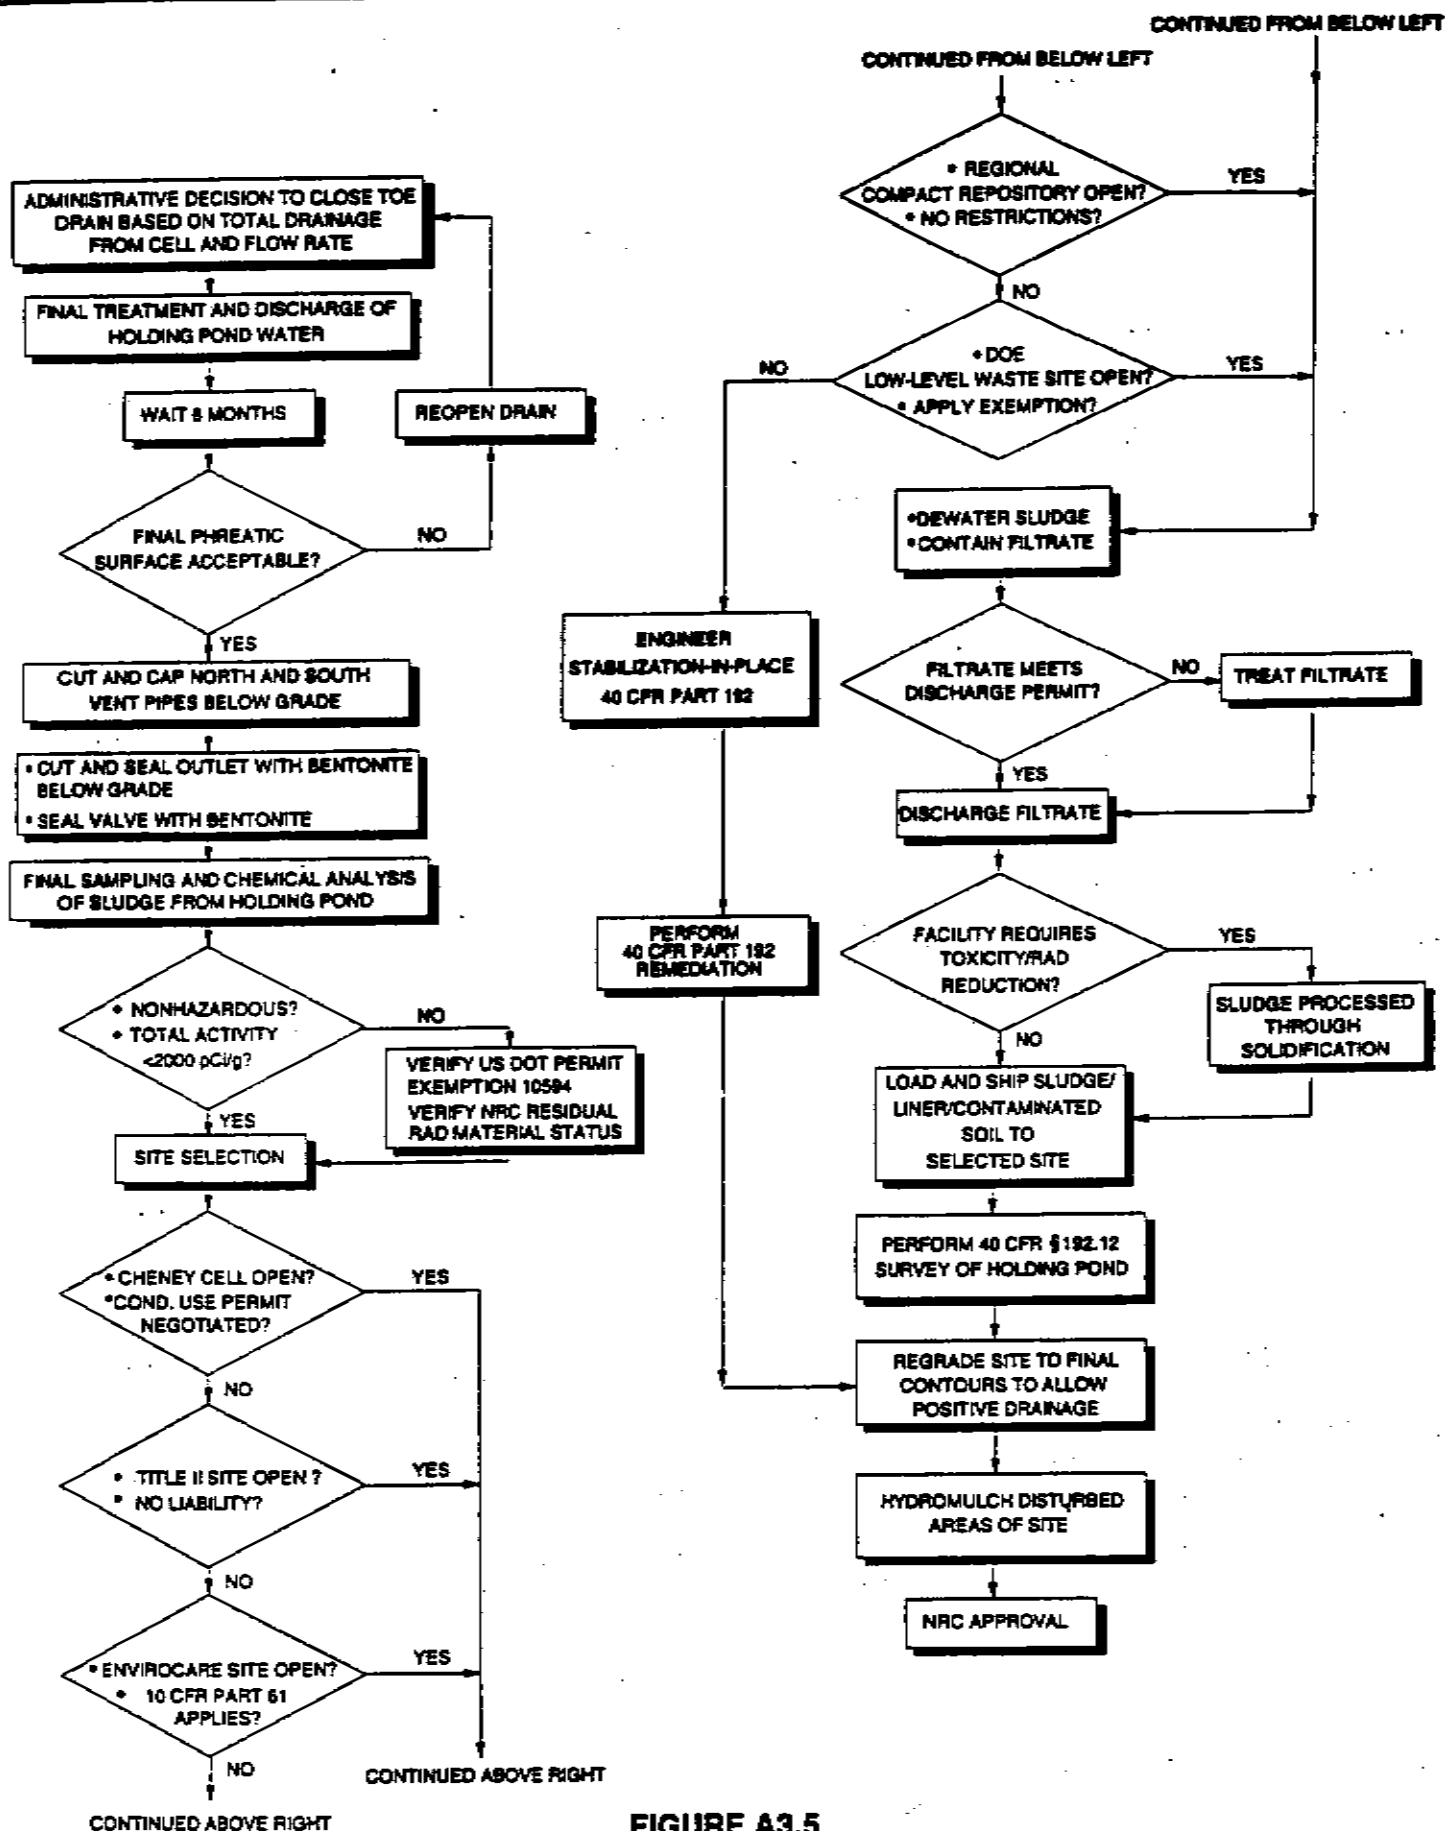 CONTINUED FROM BELOW LEFT
CONTINUED FROM BELOW LEFT
ADMINISTRATIVE DECISION TO CLOSE TOE
DRAIN BASED ON TOTAL DRAINAGE
FROM CELL AND FLOW RATE
FINAL TREATMENT AND DISCHARGE OF
HOLDING POND WATER
WAIT 8 MONTHS
REOPEN DRAIN
FINAL PHREATIC
SURFACE ACCEPTABLE?
NO
YES
CUT AND CAP NORTH AND SOUTH
VENT PIPES BELOW GRADE
• CUT AND SEAL OUTLET WITH BENTONITE
BELOW GRADE
• SEAL VALVE WITH BENTONITE
FINAL SAMPLING AND CHEMICAL ANALYSIS
OF SLUDGE FROM HOLDING POND
• NONHAZARDOUS?
• TOTAL ACTIVITY
<2000 pCi/g?
NO
VERIFY US DOT PERMIT
EXEMPTION 10594
VERIFY NRC RESIDUAL
RAD MATERIAL STATUS
YES
SITE SELECTION
• CHENEY CELL OPEN?
• COND. USE PERMIT
NEGOTIATED?
YES
NO
• TITLE II SITE OPEN ?
• NO LIABILITY?
YES
NO
• ENVIROCARE SITE OPEN?
• 10 CFR PART 61
APPLIES?
YES
NO
CONTINUED ABOVE RIGHT
CONTINUED ABOVE RIGHT
• REGIONAL
COMPACT REPOSITORY OPEN?
• NO RESTRICTIONS?
YES
NO
• DOE
LOW-LEVEL WASTE SITE OPEN?
• APPLY EXEMPTION?
NO
YES
ENGINEER
STABILIZATION-IN-PLACE
40 CFR PART 192
PERFORM
40 CFR PART 192
REMEDIATION
• DEWATER SLUDGE
• CONTAIN FILTRATE
FILTRATE MEETS
DISCHARGE PERMIT?
NO
TREAT FILTRATE
YES
DISCHARGE FILTRATE
FACILITY REQUIRES
TOXICITY/RAD
REDUCTION?
YES
SLUDGE PROCESSED
THROUGH
SOLIDIFICATION
NO
LOAD AND SHIP SLUDGE/
LINER/CONTAMINATED
SOIL TO
SELECTED SITE
PERFORM 40 CFR §192.12
SURVEY OF HOLDING POND
REGRADE SITE TO FINAL
CONTOURS TO ALLOW
POSITIVE DRAINAGE
HYDROMULCH DISTURBED
AREAS OF SITE
NRC APPROVAL
FIGURE A3.5